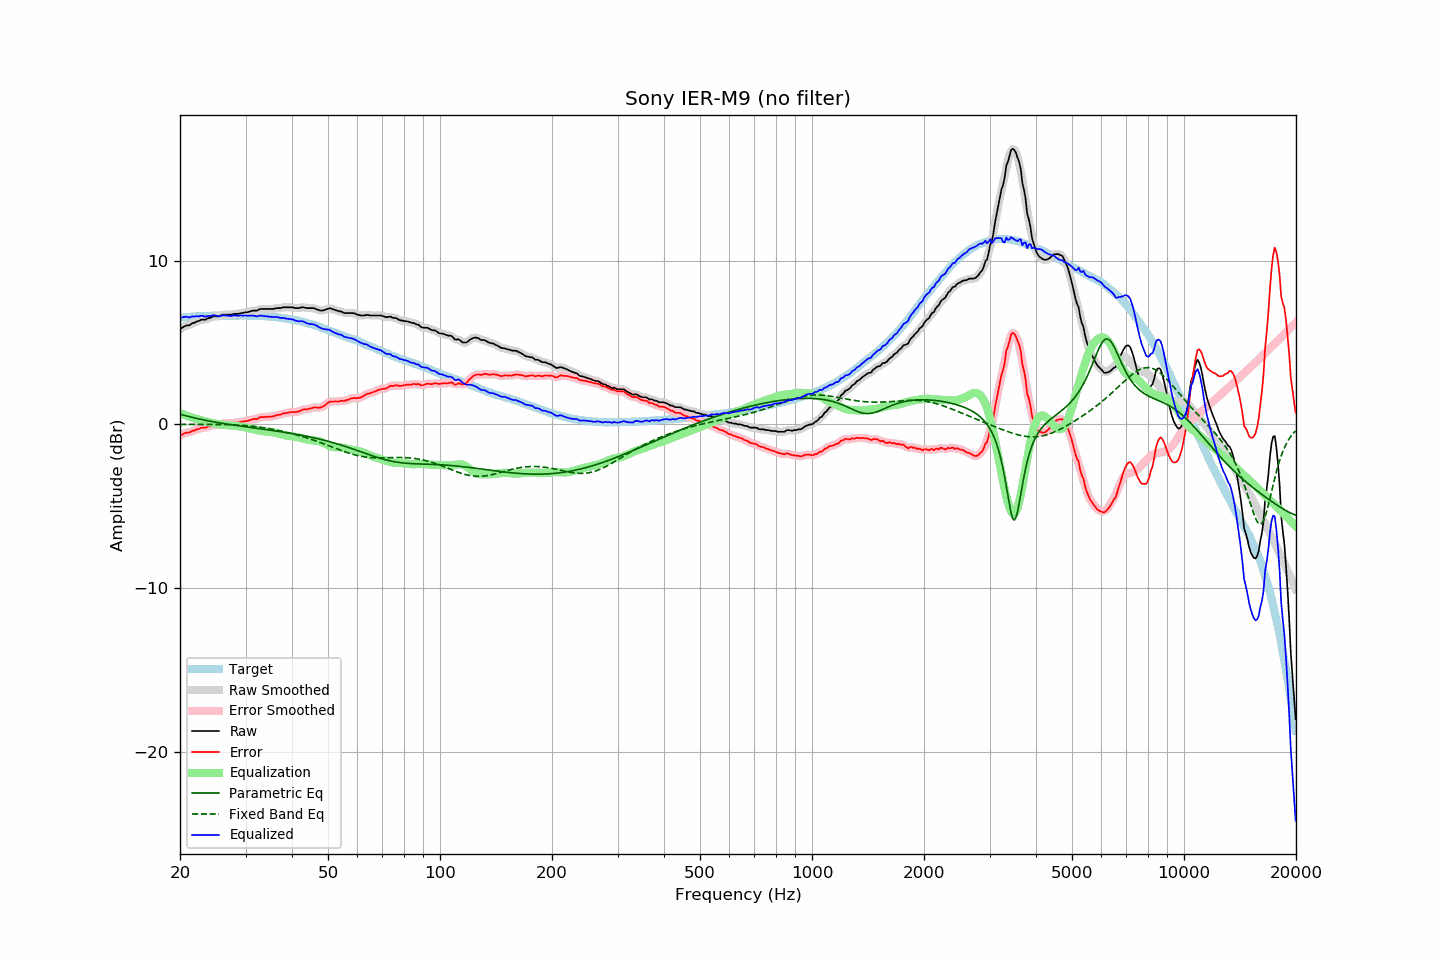 Sony IER-M9 (no filter)
Amplitude (dBr)
10
0
−10
−20
Target
Raw Smoothed
Error Smoothed
Raw
Error
Equalization
Parametric Eq
Fixed Band Eq
Equalized
20 50 100 200 500 1000 2000 5000 10000 20000
Frequency (Hz)